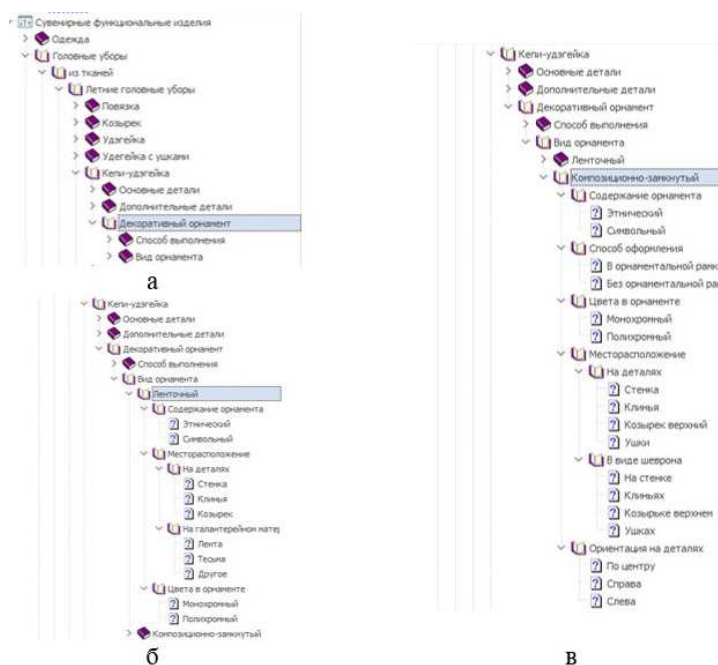 Сувенирные функциональные изделия
Одежда
Головные уборы
из тканей
Летние головные уборы
Повязка
Козырек
Удэгейка
Удегейка с ушками
Кепи-удэгейка
Основные детали
Дополнительные детали
Декоративный орнамент
Способ выполнения
Вид орнамента
а
Кепи-удэгейка
Основные детали
Дополнительные детали
Декоративный орнамент
Способ выполнения
Вид орнамента
Ленточный
Содержание орнамента
Этнический
Символьный
Месторасположение
На деталях
Стенка
Клинья
Козырек
На галантерейном матер
Лента
Тесьма
Другое
Цвета в орнаменте
Монохромный
Полихромный
Композиционно-замкнутый
б
Кепи-удэгейка
Основные детали
Дополнительные детали
Декоративный орнамент
Способ выполнения
Вид орнамента
Ленточный
Композиционно-замкнутый
Содержание орнамента
Этнический
Символьный
Способ оформления
В орнаментальной рамк
Без орнаментальной ра
Цвета в орнаменте
Монохромный
Полихромный
Месторасположение
На деталях
Стенка
Клинья
Козырек верхний
Ушки
В виде шеврона
На стенке
Клиньях
Козырьке верхнем
Ушках
Ориентация на деталях
По центру
Справа
Слева
в